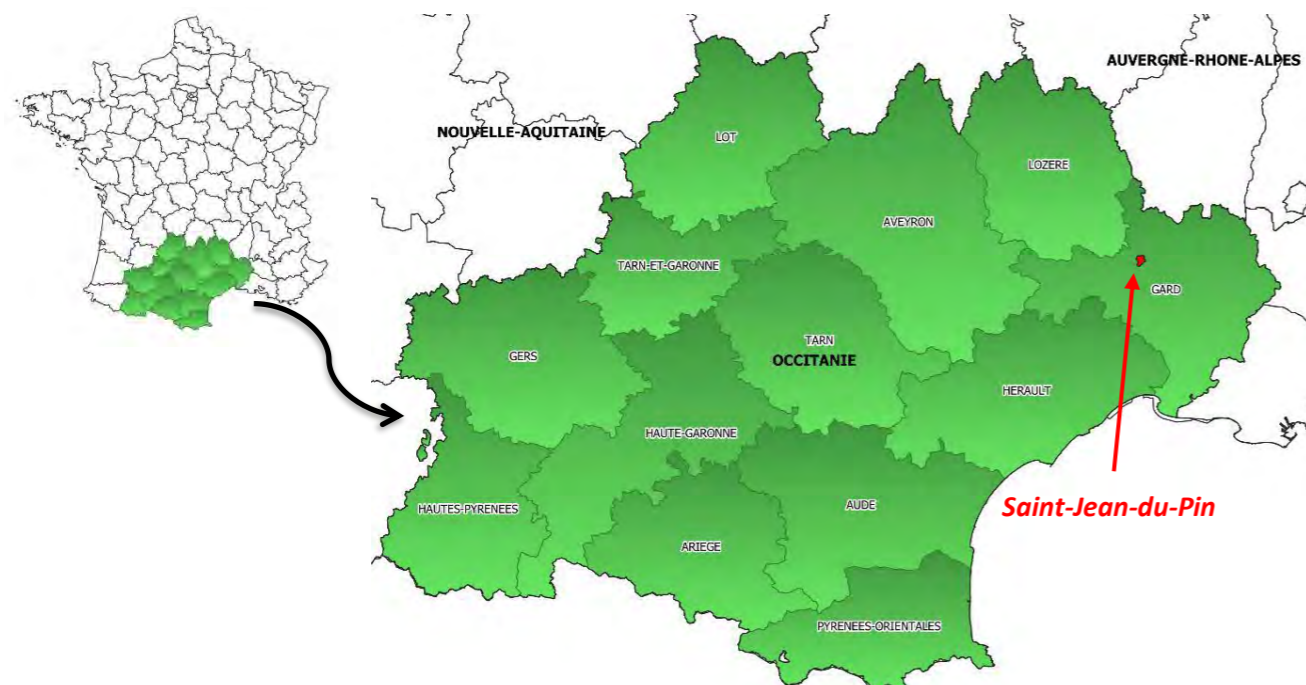 AUVERGNE-RHONE-ALPES
NOUVELLE-AQUITAINE
LOT
LOZERE
AVEYRON
TARN-ET-GARONNE
GARD
TARN
GERS
OCCITANIE
HERAULT
HAUTE-GARONNE
HAUTES-PYRENEES
AUDE
Saint-Jean-du-Pin
ARIEGE
PYRENEES-ORIENTALES